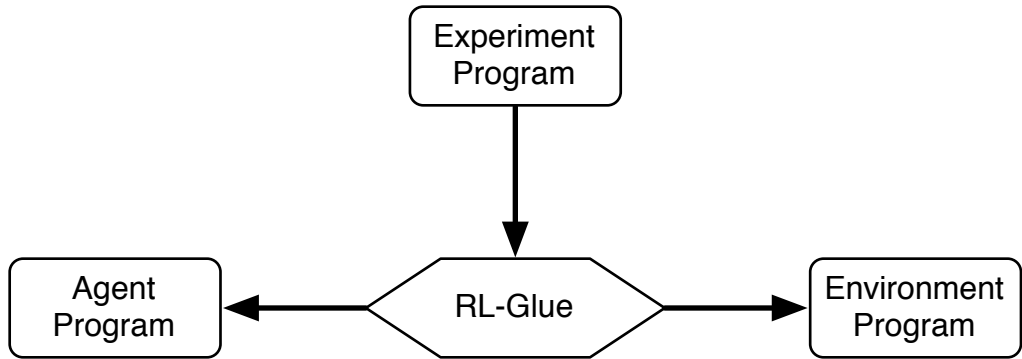 Experiment
Program
Agent
Program
RL-Glue
Environment
Program